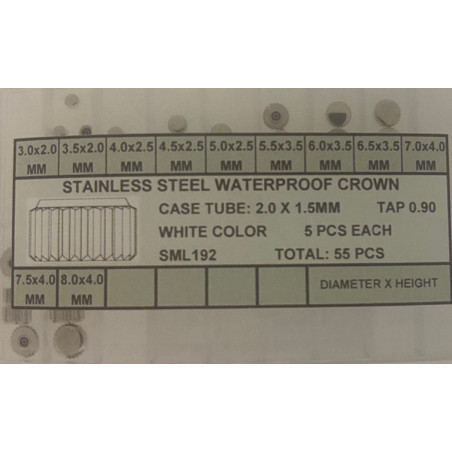 3.0x2.0 3.5x2.0 4.0x2.5 4.5x2.5 5.0x2.5 5.5x3.5 6.0x3.5 6.5x3.5 7.0x4.0
MM MM MM MM MM MM MM MM MM
STAINLESS STEEL WATERPROOF CROWN
CASE TUBE: 2.0 X 1.5MM TAP 0.90
WHITE COLOR 5 PCS EACH
SML192 TOTAL: 55 PCS
7.5x4.0 8.0x4.0 DIAMETER X HEIGHT
MM MM